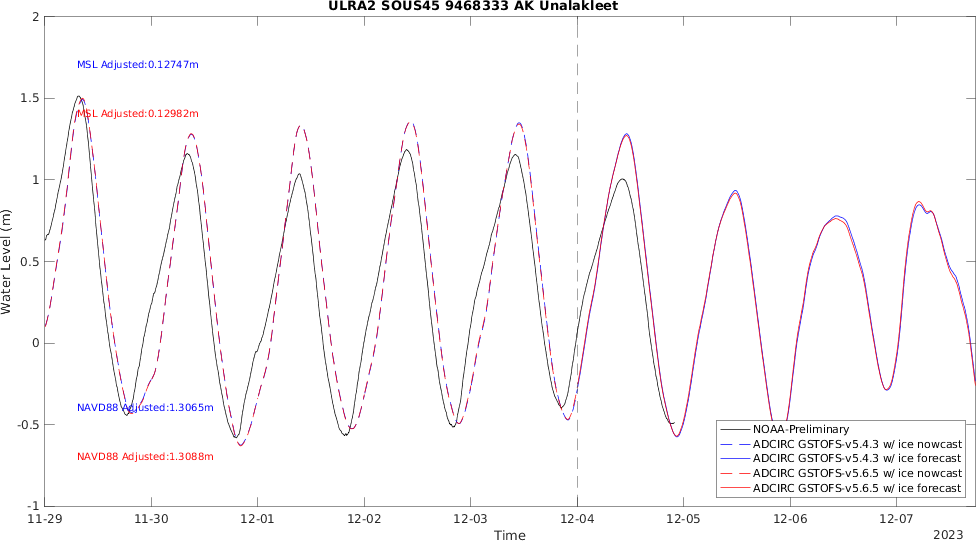 ULRA2 SOUS45 9468333 AK Unalakleet
Water Level (m)
2
1.5
1
0.5
0
-0.5
-1
MSL Adjusted:0.12747m
MSL Adjusted:0.12982m
NAVD88 Adjusted:1.3065m
NAVD88 Adjusted:1.3088m
NOAA-Preliminary
ADCIRC GSTOFS-v5.4.3 w/ ice nowcast
ADCIRC GSTOFS-v5.4.3 w/ ice forecast
ADCIRC GSTOFS-v5.6.5 w/ ice nowcast
ADCIRC GSTOFS-v5.6.5 w/ ice forecast
11-29 11-30 12-01 12-02 12-03 12-04 12-05 12-06 12-07
Time
2023